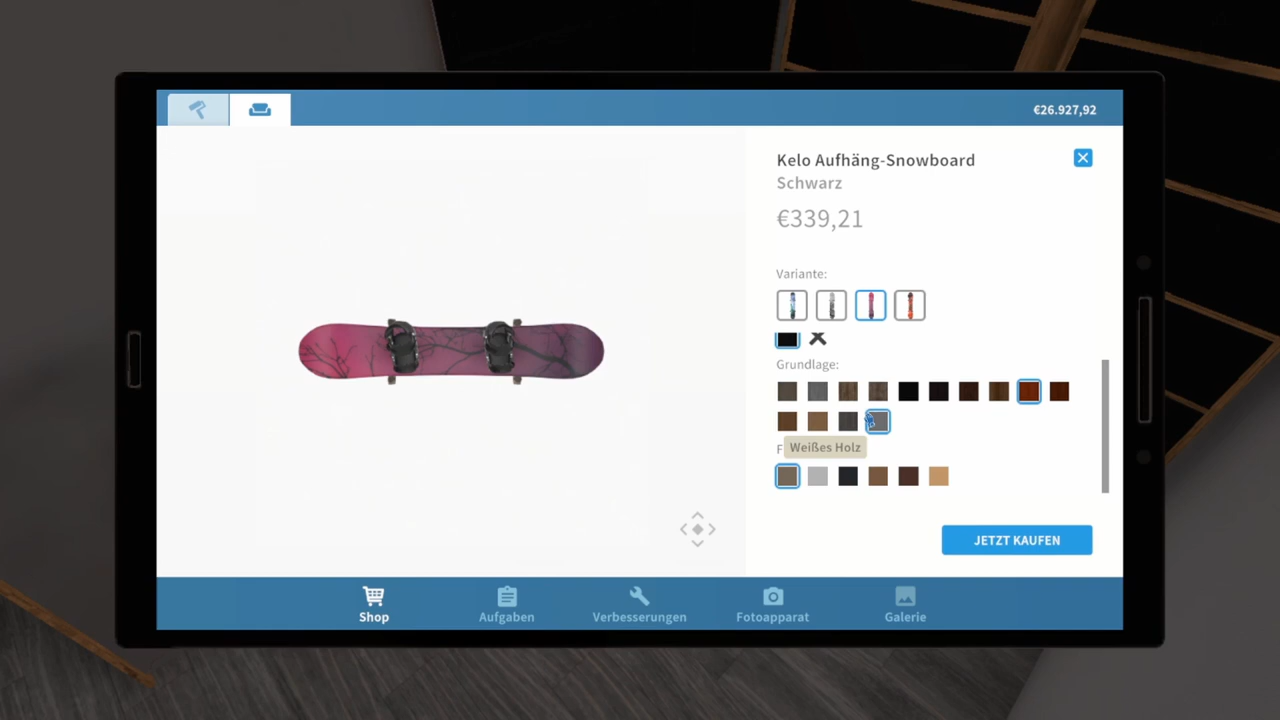 €26.927,92
Kelo Aufhäng-Snowboard
Schwarz
€339,21
Variante:
Grundlage:
Weißes Holz
JETZT KAUFEN
Shop
Aufgaben
Verbesserungen
Fotoapparat
Galerie